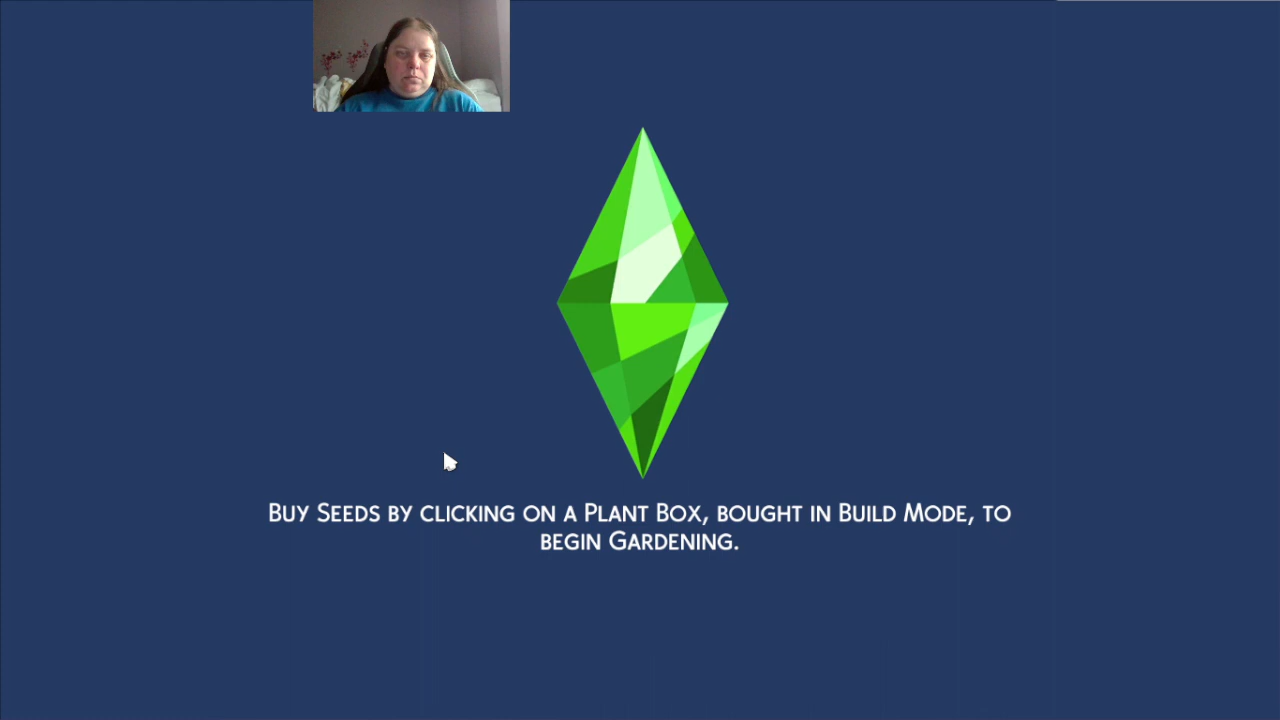 Buy Seeds by clicking on a Plant Box, bought in Build Mode, to
begin Gardening.